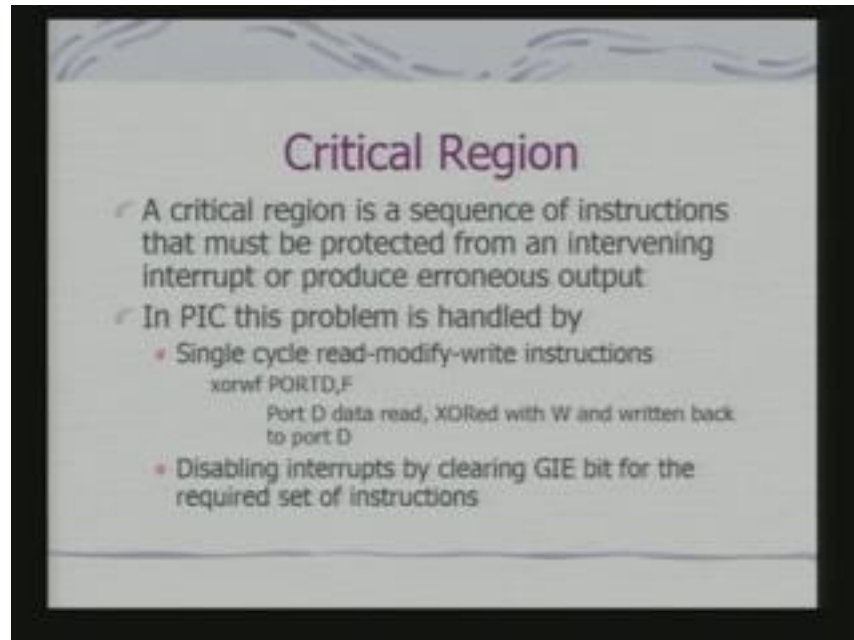 Critical Region
A critical region is a sequence of instructions
that must be protected from an intervening
interrupt or produce erroneous output
In PIC this problem is handled by
Single cycle read-modify-write instructions
xorwf PORTD,F
Port D data read, XORed with W and written back
to port D
Disabling interrupts by clearing GIE bit for the
required set of instructions